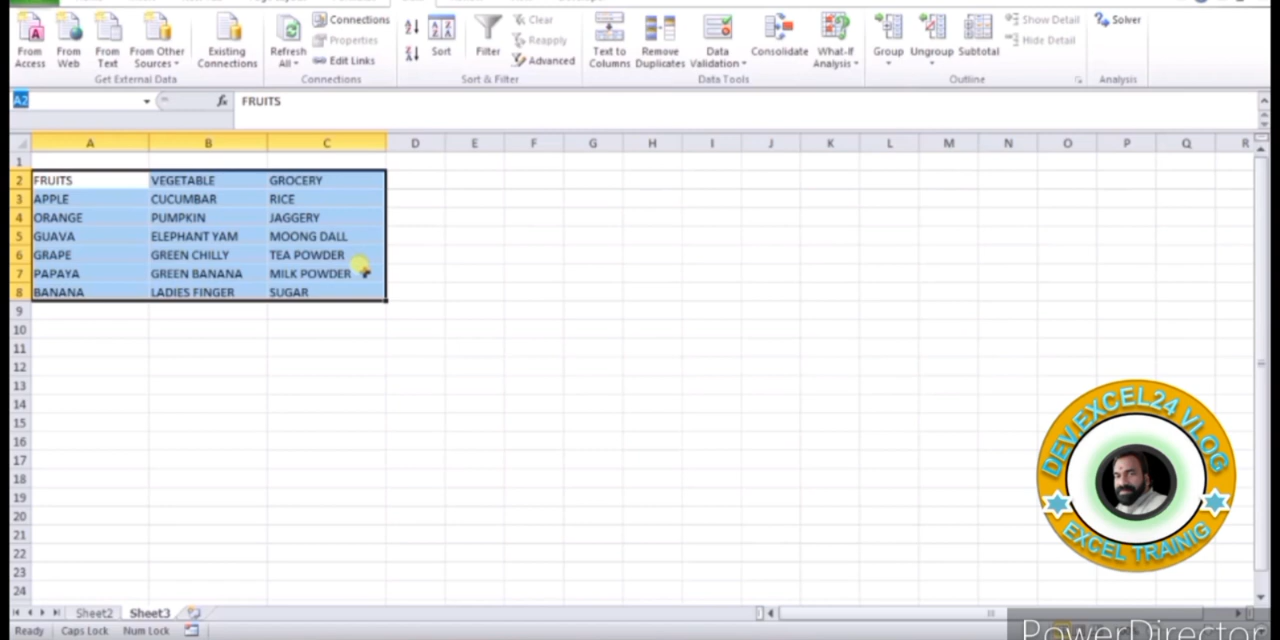 Connections
Show Detail
Solver
Clear
Properties
Reapply
Hide Detail
Edit Links
Advanced
From Access
From Web
From Text
From Other Sources
Existing Connections
Refresh All
Sort
Filter
Text to Columns
Remove Duplicates
Data Validation
Consolidate
What-If Analysis
Group
Ungroup
Subtotal
Get External Data
Connections
Sort & Filter
Data Tools
Outline
Analysis
A2
fx
FRUITS
A B C D E F G H I J K L M N O P Q R
1
2 FRUITS VEGETABLE GROCERY
3 APPLE CUCUMBAR RICE
4 ORANGE PUMPKIN JAGGERY
5 GUAVA ELEPHANT YAM MOONG DALL
6 GRAPE GREEN CHILLY TEA POWDER
7 PAPAYA GREEN BANANA MILK POWDER
8 BANANA LADIES FINGER SUGAR
9
10
11
12
13
14
15
16
17
18
19
20
21
22
23
24
DEV.EXCEL24 VLOG
EXCEL TRAINIG
Sheet2 Sheet3
Ready Caps Lock Num Lock
PowerDirector